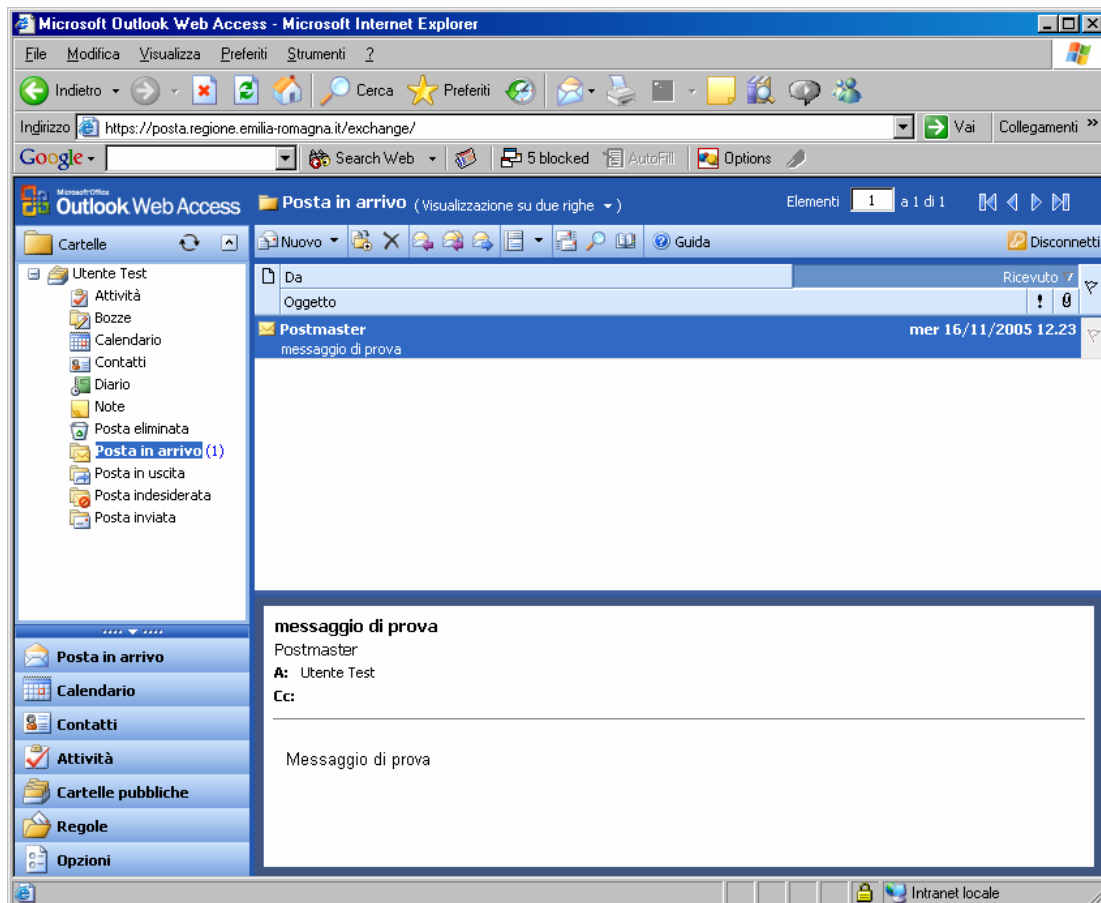 Microsoft Outlook Web Access - Microsoft Internet Explorer
File Modifica Visualizza Preferiti Strumenti ?
Indietro Cerca Preferiti
Indirizzo https://posta.regione.emilia-romagna.it/exchange/ Vai Collegamenti »
Google Search Web 5 blocked AutoFill Options
Microsoft Office
Outlook Web Access
Posta in arrivo (Visualizzazione su due righe) Elementi 1 a 1 di 1
Cartelle
Nuovo Guida Disconnetti
Utente Test
Attività
Bozze
Calendario
Contatti
Diario
Note
Posta eliminata
Posta in arrivo (1)
Posta in uscita
Posta indesiderata
Posta inviata
Da Ricevuto
Oggetto !
Postmaster mer 16/11/2005 12.23
messaggio di prova
Posta in arrivo
Calendario
Contatti
Attività
Cartelle pubbliche
Regole
Opzioni
messaggio di prova
Postmaster
A: Utente Test
Cc:
Messaggio di prova
Intranet locale